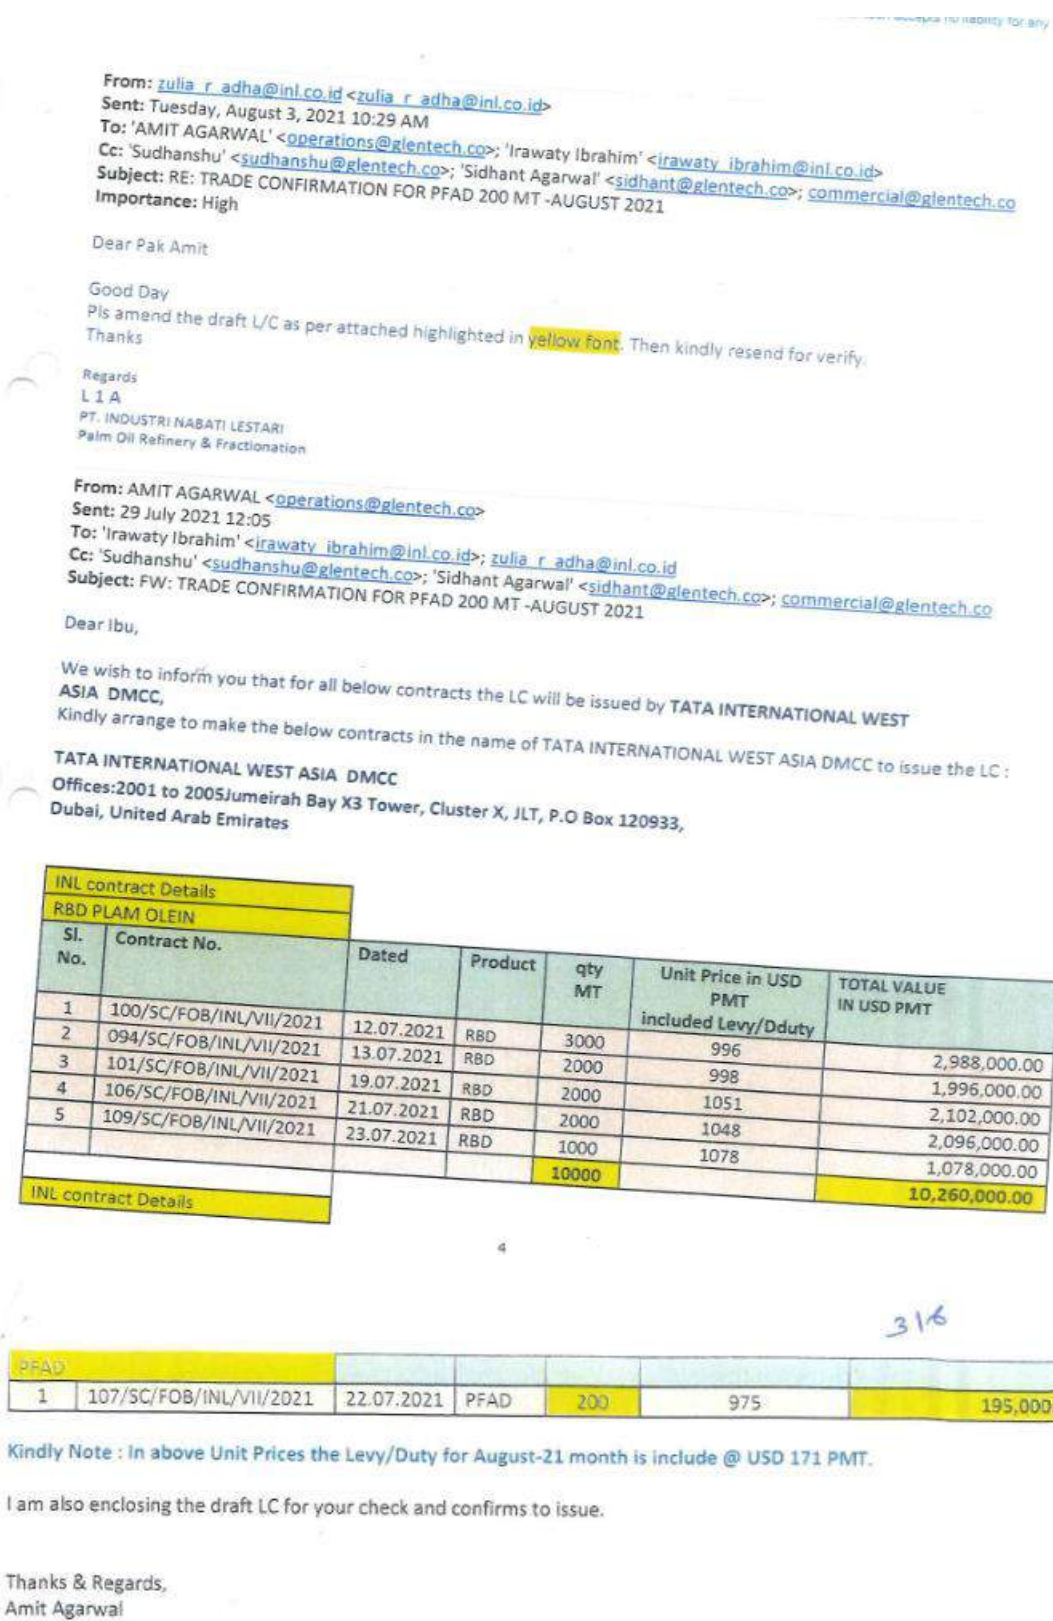 accepts no liability for any
From: zulia_r_adha@inl.co.id <zulia_r_adha@inl.co.id>
Sent: Tuesday, August 3, 2021 10:29 AM
To: 'AMIT AGARWAL' <operations@glentech.co>; 'Irawaty Ibrahim' <irawaty_ibrahim@inl.co.id>
Cc: 'Sudhanshu' <sudhanshu@glentech.co>; 'Sidhant Agarwal' <sidhant@glentech.co>; commercial@glentech.co
Subject: RE: TRADE CONFIRMATION FOR PFAD 200 MT -AUGUST 2021
Importance: High
Dear Pak Amit
Good Day
Pls amend the draft L/C as per attached highlighted in yellow font. Then kindly resend for verify.
Thanks
Regards
L 1 A
PT. INDUSTRI NABATI LESTARI
Palm Oil Refinery & Fractionation
From: AMIT AGARWAL <operations@glentech.co>
Sent: 29 July 2021 12:05
To: 'Irawaty Ibrahim' <irawaty_ibrahim@inl.co.id>; zulia_r_adha@inl.co.id
Cc: 'Sudhanshu' <sudhanshu@glentech.co>; 'Sidhant Agarwal' <sidhant@glentech.co>; commercial@glentech.co
Subject: FW: TRADE CONFIRMATION FOR PFAD 200 MT -AUGUST 2021
Dear Ibu,
We wish to inform you that for all below contracts the LC will be issued by TATA INTERNATIONAL WEST
ASIA DMCC,
Kindly arrange to make the below contracts in the name of TATA INTERNATIONAL WEST ASIA DMCC to issue the LC :
TATA INTERNATIONAL WEST ASIA DMCC
Offices:2001 to 2005Jumeirah Bay X3 Tower, Cluster X, JLT, P.O Box 120933,
Dubai, United Arab Emirates
INL contract Details
RBD PLAM OLEIN
Sl. No. Contract No. Dated Product qty MT Unit Price in USD PMT included Levy/Dduty TOTAL VALUE IN USD PMT
1 100/SC/FOB/INL/VII/2021 12.07.2021 RBD 3000 996 2,988,000.00
2 094/SC/FOB/INL/VII/2021 13.07.2021 RBD 2000 998 1,996,000.00
3 101/SC/FOB/INL/VII/2021 19.07.2021 RBD 2000 1051 2,102,000.00
4 106/SC/FOB/INL/VII/2021 21.07.2021 RBD 2000 1048 2,096,000.00
5 109/SC/FOB/INL/VII/2021 23.07.2021 RBD 1000 1078 1,078,000.00
10000 10,260,000.00
INL contract Details
4
316
PFAD
1 107/SC/FOB/INL/VII/2021 22.07.2021 PFAD 200 975 195,000
Kindly Note : In above Unit Prices the Levy/Duty for August-21 month is include @ USD 171 PMT.
I am also enclosing the draft LC for your check and confirms to issue.
Thanks & Regards,
Amit Agarwal